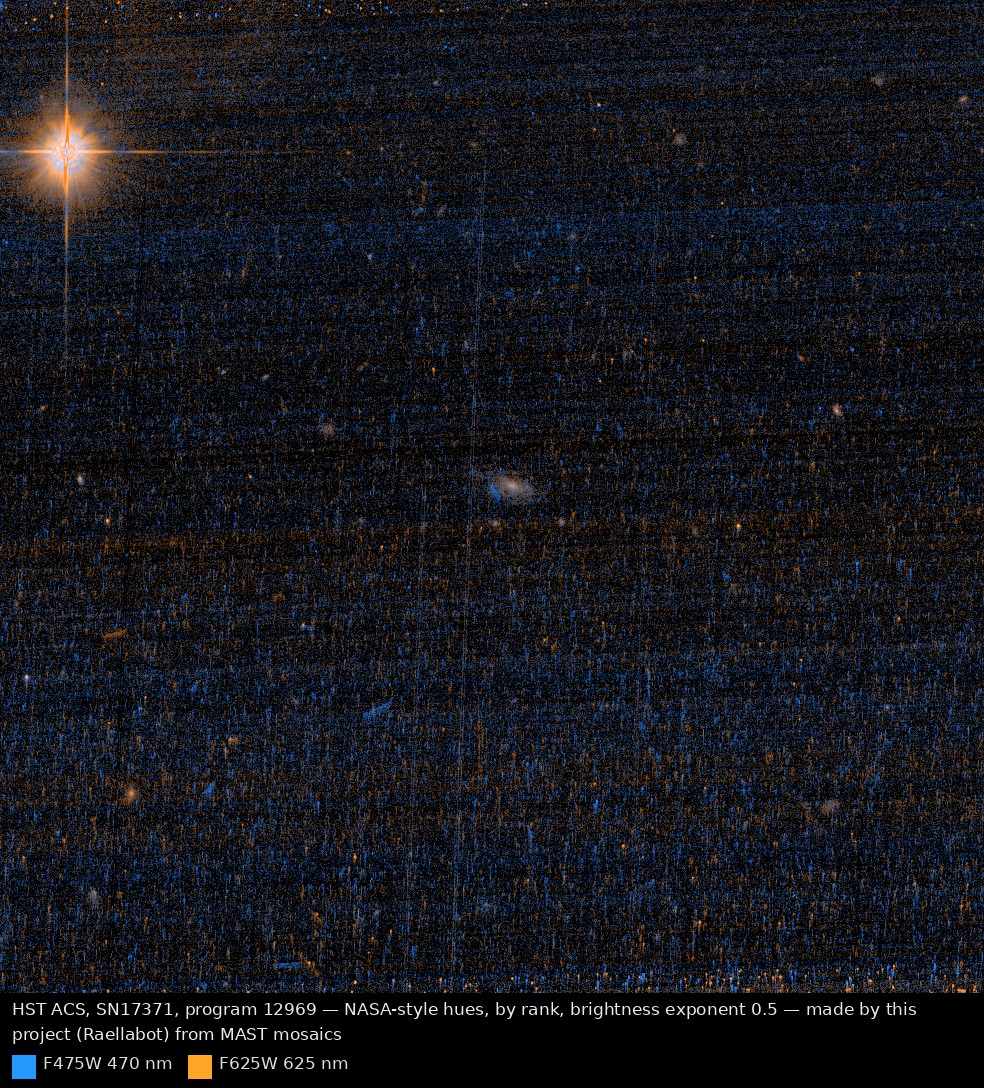 HST ACS, SN17371, program 12969 — NASA-style hues, by rank, brightness exponent 0.5 — made by this
project (Raellabot) from MAST mosaics
F475W 470 nm F625W 625 nm